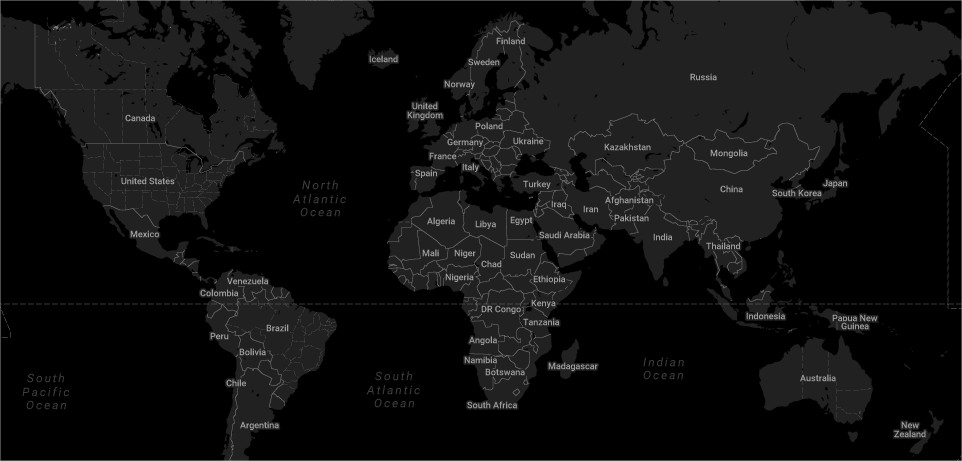 Finland
Iceland
Sweden
Russia
Norway
United
Kingdom
Canada
Poland
Ukraine
Germany
Kazakhstan
France
Mongolia
Italy
Spain
United States
Turkey
China
Japan
South Korea
North
Atlantic
Ocean
Afghanistan
Iraq
Iran
Pakistan
Algeria
Libya
Egypt
Mexico
Saudi Arabia
India
Thailand
Mali
Niger
Sudan
Chad
Nigeria
Ethiopia
Venezuela
Colombia
Kenya
DR Congo
Indonesia
Papua New
Guinea
Tanzania
Brazil
Peru
Angola
Bolivia
Namibia
Botswana
Madagascar
Indian
Ocean
South
Pacific
Ocean
Chile
South
Atlantic
Ocean
Australia
South Africa
Argentina
New
Zealand